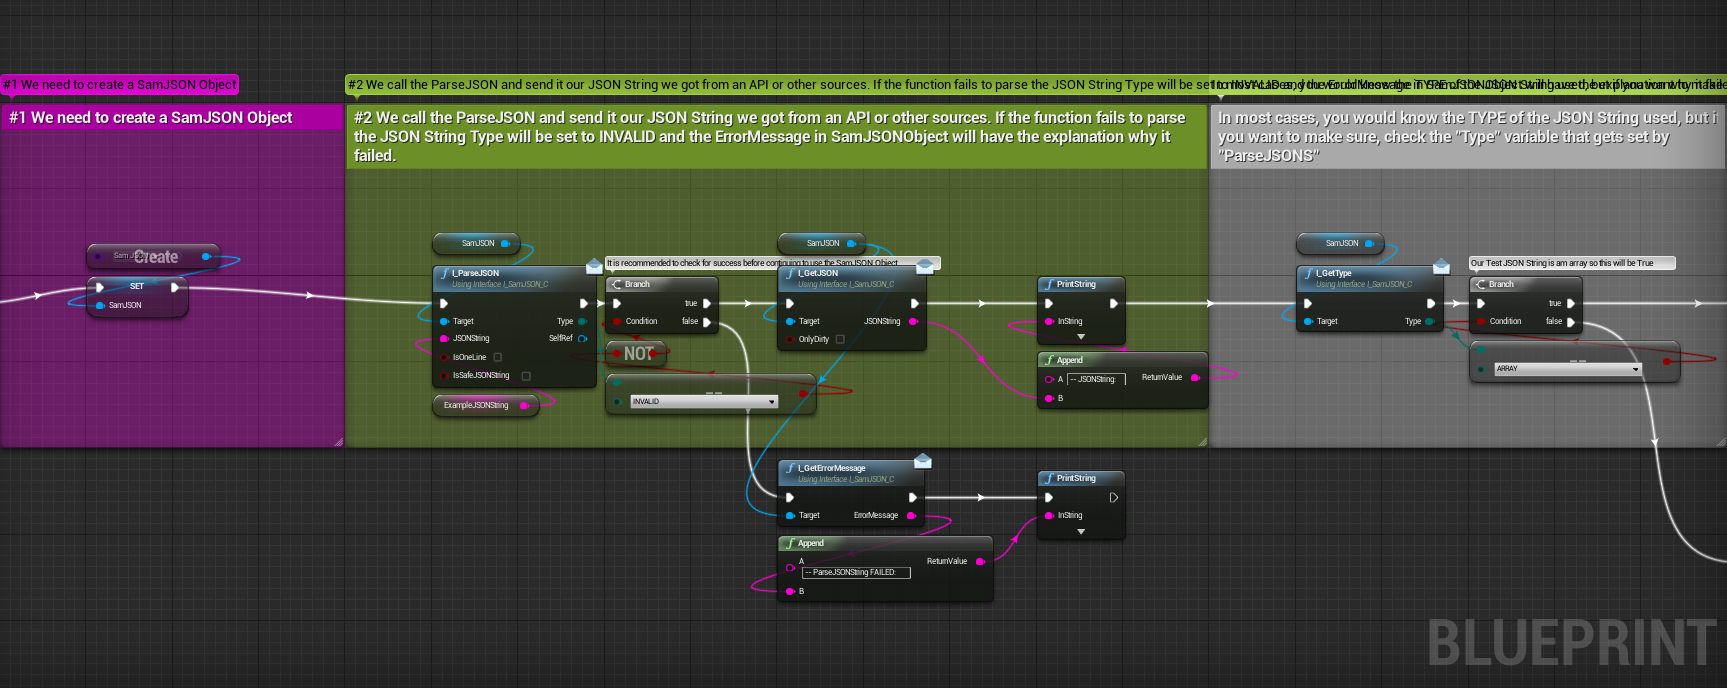 #1 We need to create a SamJSON Object
#2 We call the ParseJSON and send it our JSON String we got from an API or other sources. If the function fails to parse the JSON String Type will be set
#1 We need to create a SamJSON Object
#2 We call the ParseJSON and send it our JSON String we got from an API or other sources. If the function fails to parse
the JSON String Type will be set to INVALID and the ErrorMessage in SamJSONObject will have the explanation why it
failed.
In most cases, you would know the TYPE of the JSON String used, but if
you want to make sure, check the "Type" variable that gets set by
"ParseJSONS"
Create
SET
SamJSON
SamJSON
I_ParseJSON
Using Interface I_SamJSON_C
Target
Type
JSONString
SelfRef
IsOneLine
IsSafeJSONString
ExampleJSONString
It is recommended to check for success before continuing to use the SamJSON Object
Branch
true
Condition
false
NOT
==
INVALID
SamJSON
I_GetJSON
Using Interface I_SamJSON_C
Target
JSONString
OnlyDirty
PrintString
InString
Append
A
-- JSONString:
ReturnValue
B
I_GetErrorMessage
Using Interface I_SamJSON_C
Target
ErrorMessage
Append
A
-- ParseJSONString FAILED:
ReturnValue
B
PrintString
InString
SamJSON
I_GetType
Using Interface I_SamJSON_C
Target
Type
Our Test JSON String is am array so this will be True
Branch
true
Condition
false
==
ARRAY
BLUEPRINT